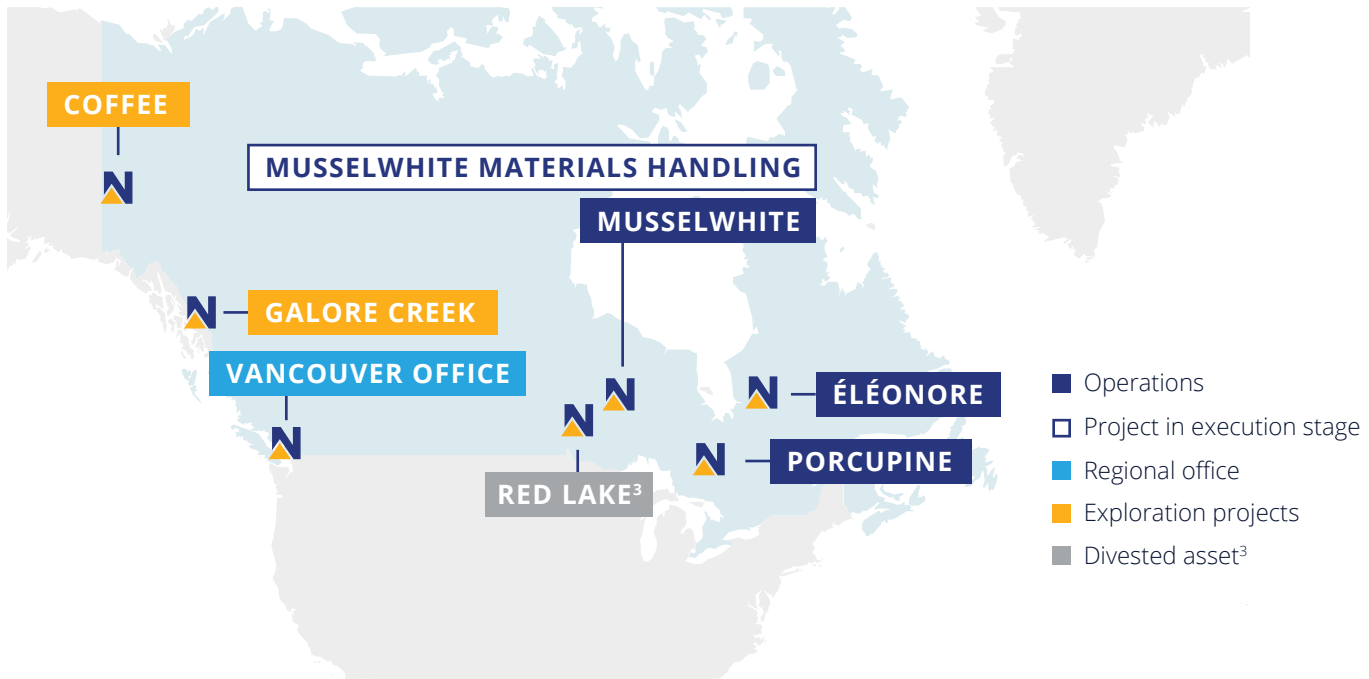 COFFEE
MUSSELWHITE MATERIALS HANDLING
MUSSELWHITE
GALORE CREEK
VANCOUVER OFFICE
ÉLÉONORE
PORCUPINE
RED LAKE³
Operations
Project in execution stage
Regional office
Exploration projects
Divested asset³